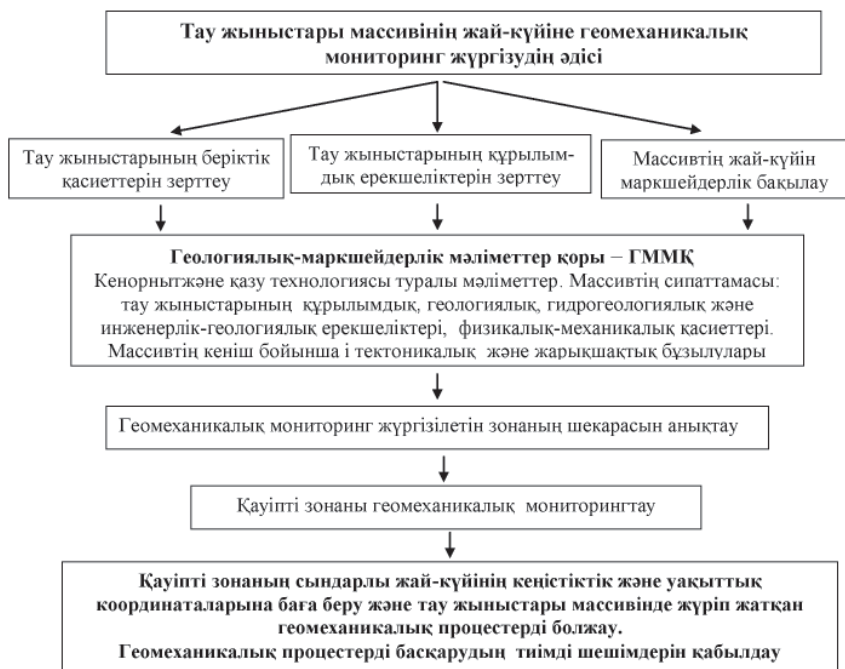 Тау жыныстары массивінің жай-күйіне геомеханикалық
мониторинг жүргізудің әдісі
Тау жыныстарының беріктік
қасиеттерін зерттеу
Тау жыныстарының құрылым-
дық ерекшеліктерін зерттеу
Массивтің жай-күйін
маркшейдерлік бақылау
Геологиялық-маркшейдерлік мәліметтер қоры – ГММҚ
Кенорнытжәне қазу технологиясы туралы мәліметтер. Массивтің сипаттамасы:
тау жыныстарының құрылымдық, геологиялық, гидрогеологиялық және
инженерлік-геологиялық ерекшеліктері, физикалық-механикалық қасиеттері.
Массивтің кеніш бойынша і тектоникалық және жарықшақтық бұзылулары
Геомеханикалық мониторинг жүргізілетін зонаның шекарасын анықтау
Қауіпті зонаны геомеханикалық мониторингтау
Қауіпті зонаның сындарлы жай-күйінің кеңістіктік және уақыттық
координаталарына баға беру және тау жыныстары массивінде жүріп жатқан
геомеханикалық процестерді болжау.
Геомеханикалық процестерді басқарудың тиімді шешімдерін қабылдау